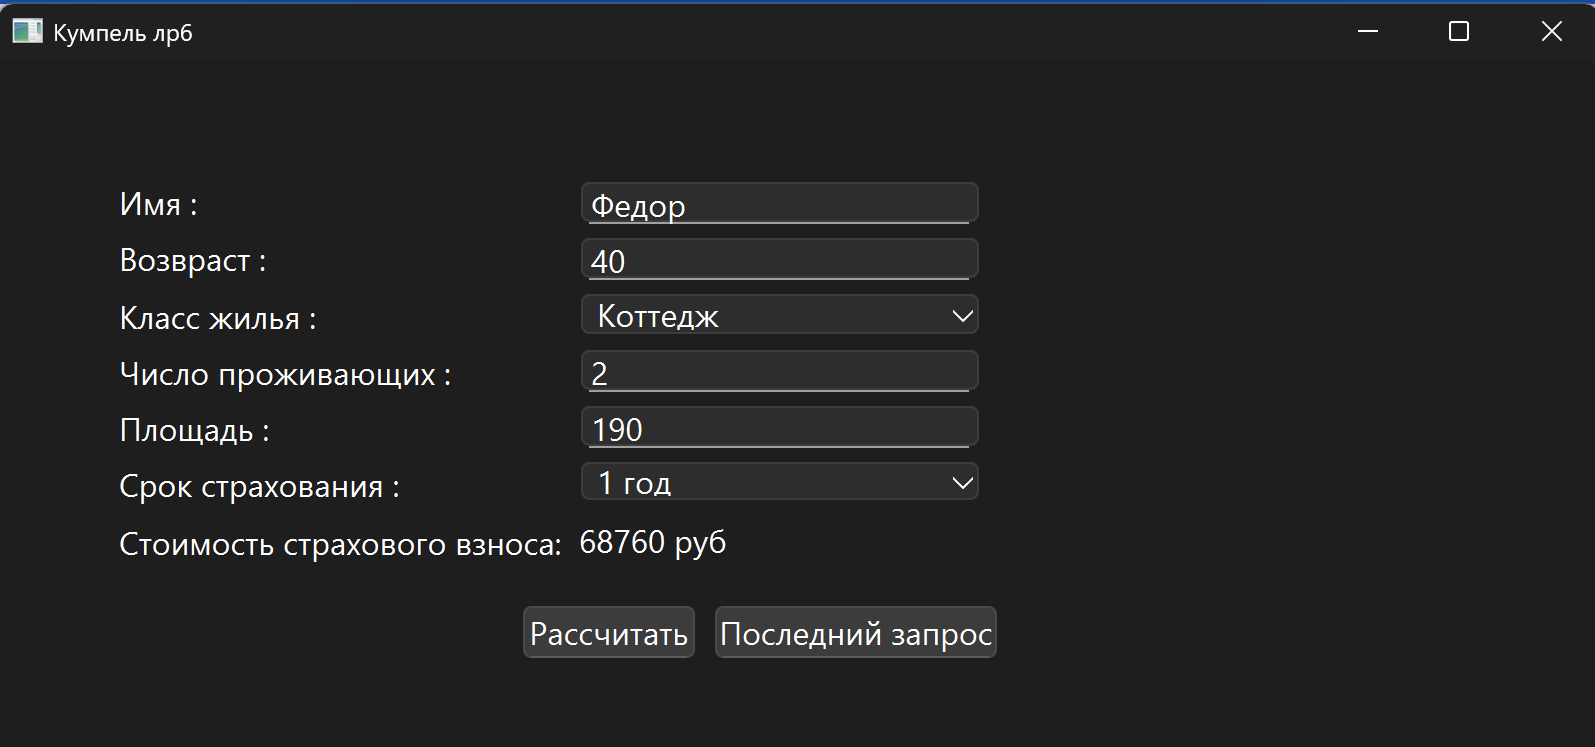 Кумпель лр6
Имя : Федор
Возвраст : 40
Класс жилья : Коттедж
Число проживающих : 2
Площадь : 190
Срок страхования : 1 год
Стоимость страхового взноса: 68760 руб
Рассчитать Последний запрос